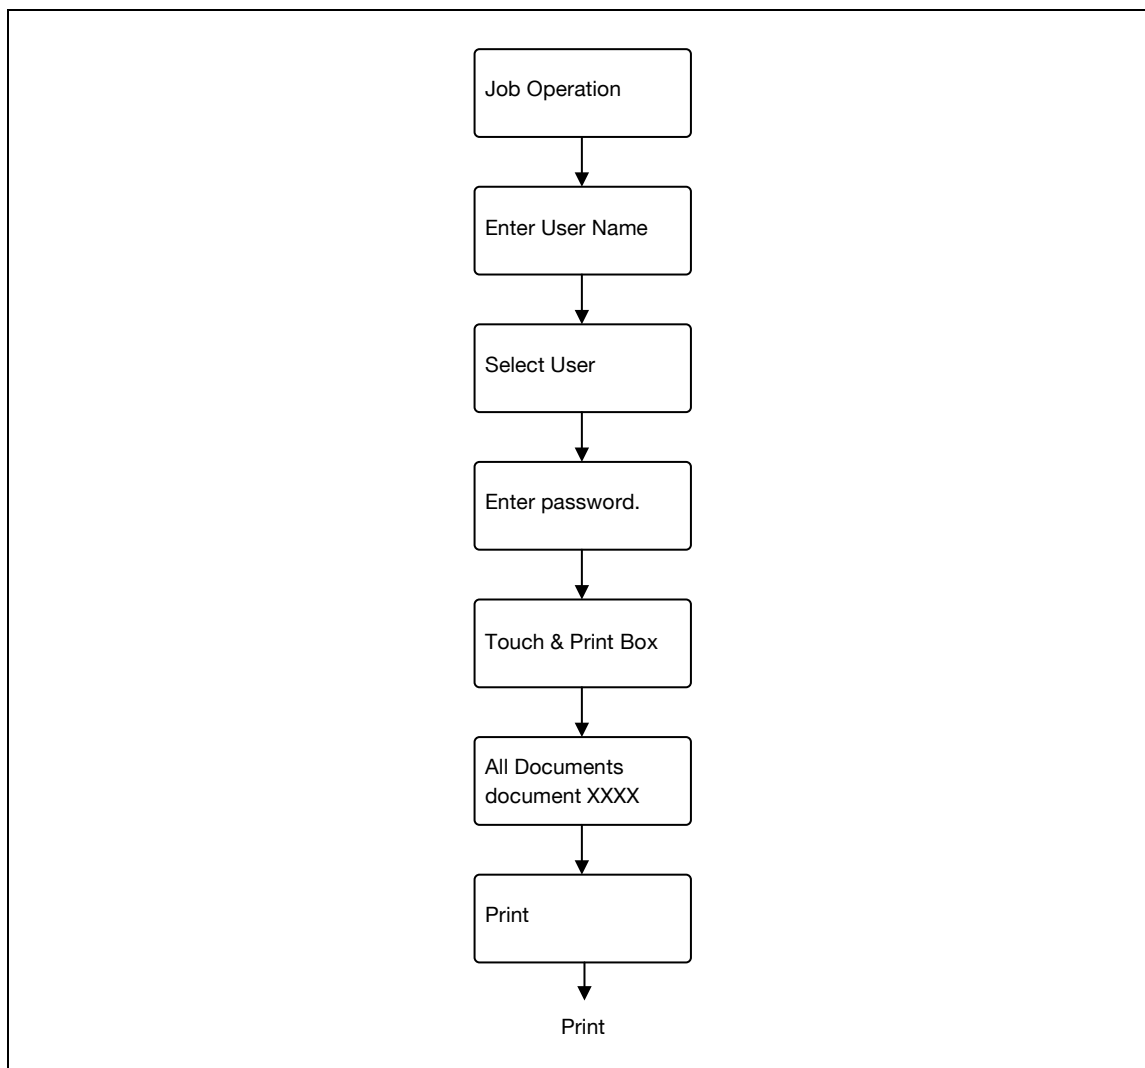 Job Operation
Enter User Name
Select User
Enter password.
Touch & Print Box
All Documents
document XXXX
Print
Print